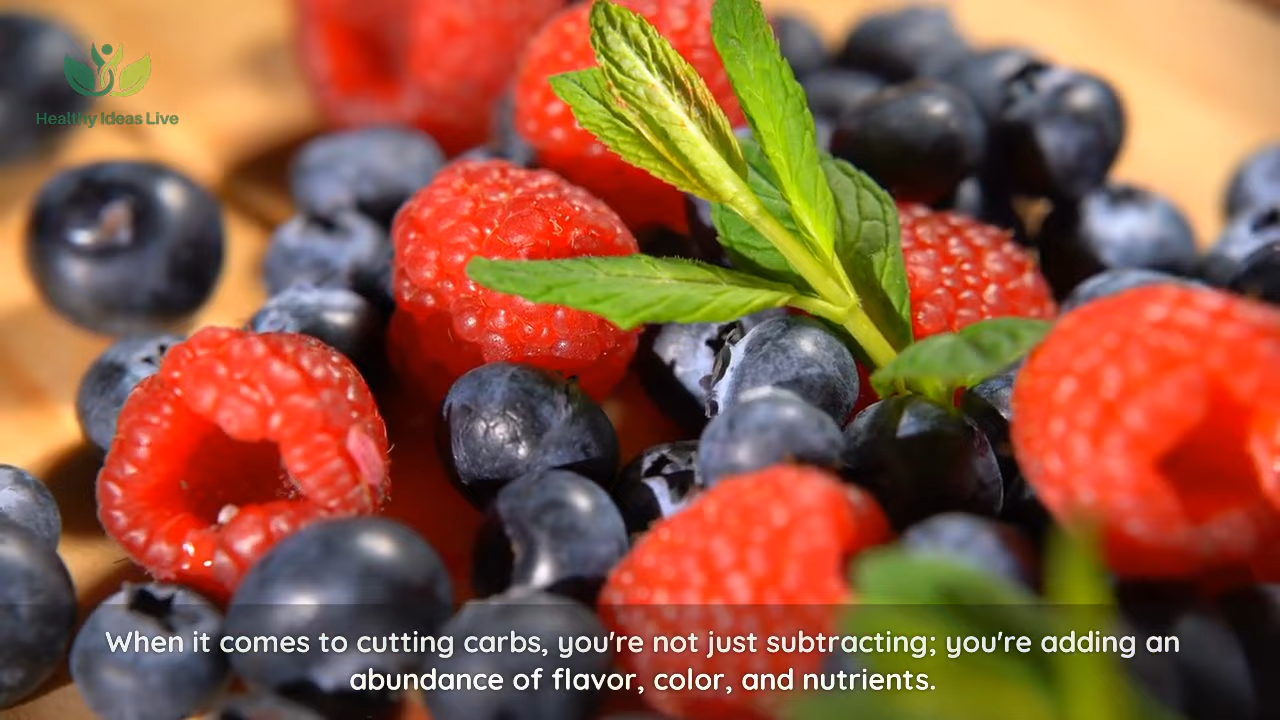 Healthy Ideas Live
When it comes to cutting carbs, you're not just subtracting; you're adding an
abundance of flavor, color, and nutrients.